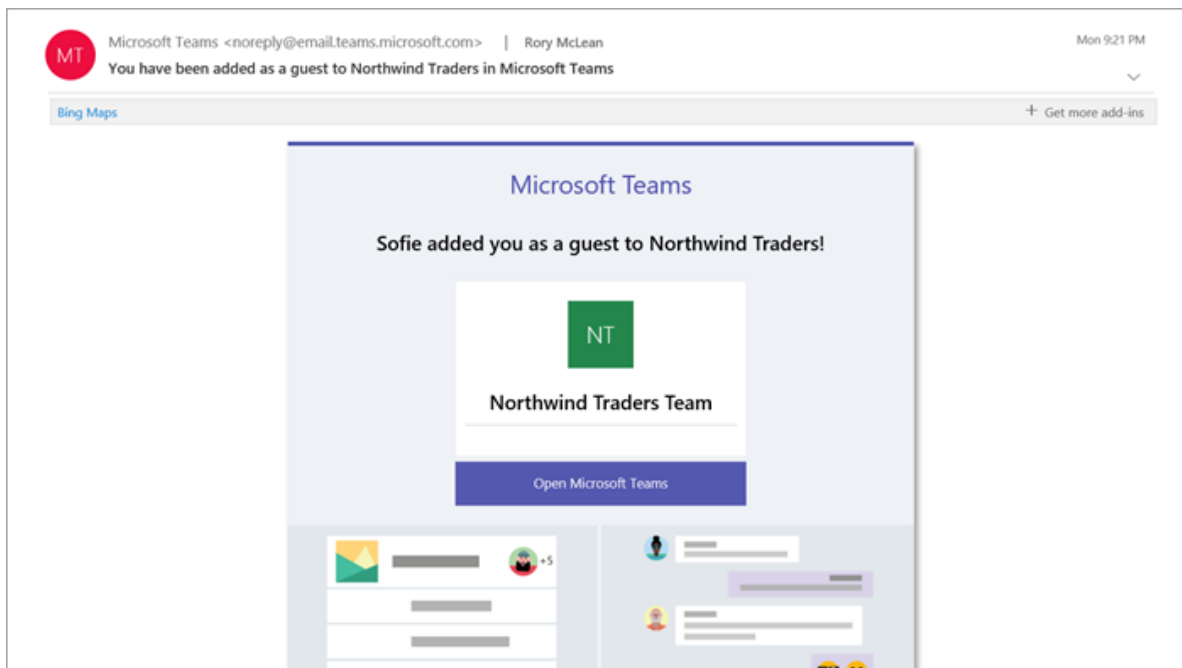 MT
Microsoft Teams <noreply@email.teams.microsoft.com> | Rory McLean
Mon 9:21 PM
You have been added as a guest to Northwind Traders in Microsoft Teams
Bing Maps
+ Get more add-ins
Microsoft Teams
Sofie added you as a guest to Northwind Traders!
NT
Northwind Traders Team
Open Microsoft Teams
+5